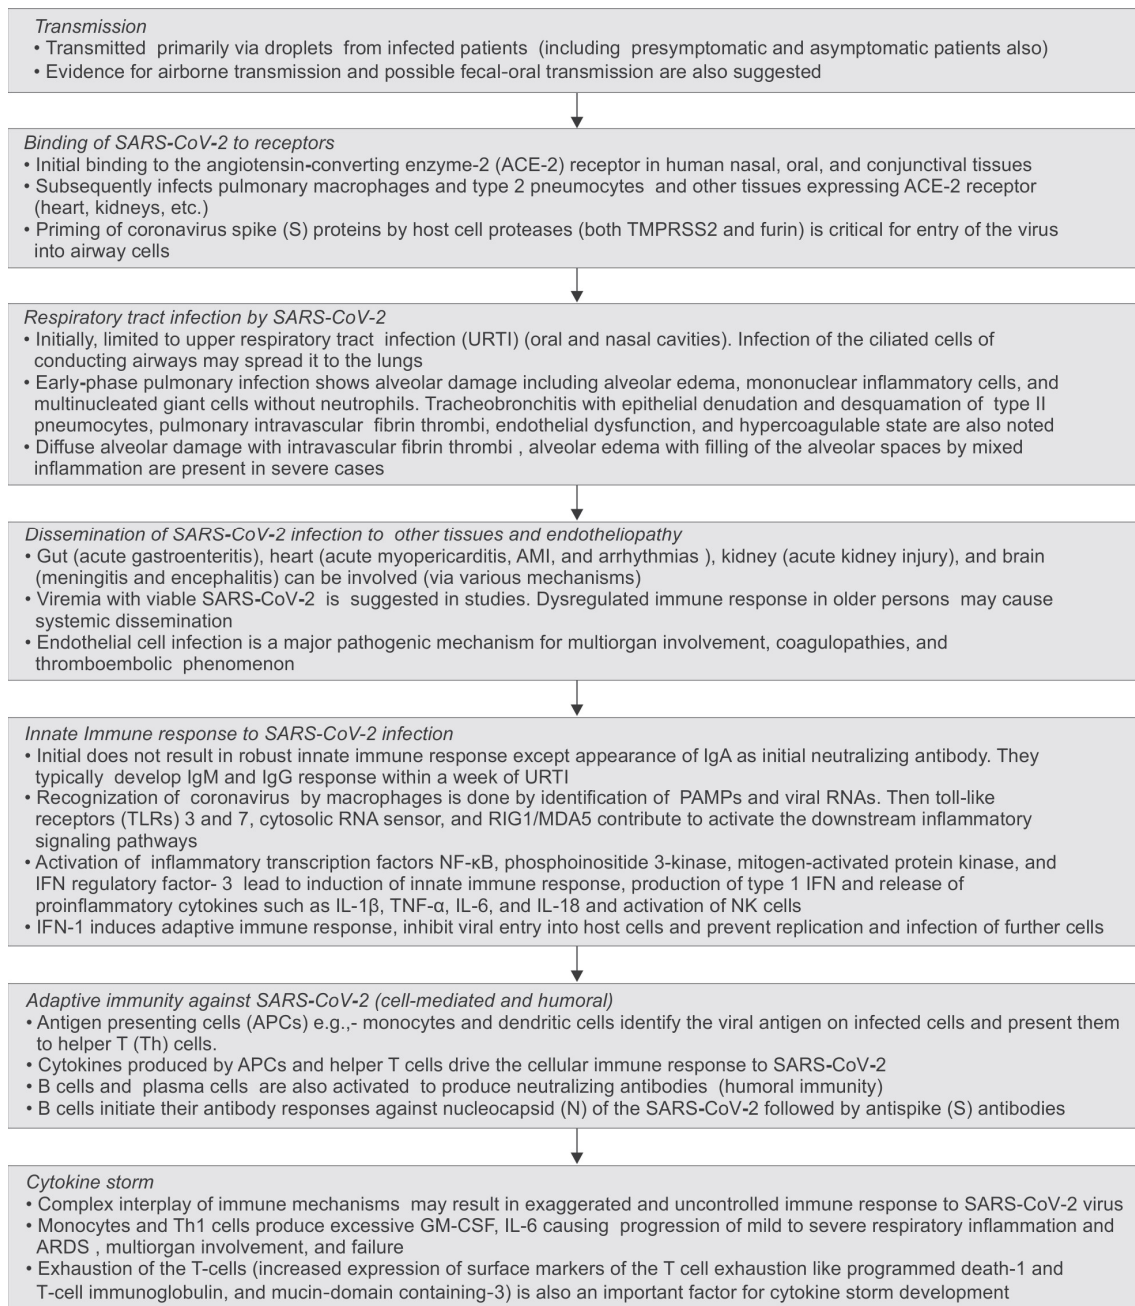 Transmission
• Transmitted primarily via droplets from infected patients (including presymptomatic and asymptomatic patients also)
• Evidence for airborne transmission and possible fecal-oral transmission are also suggested
Binding of SARS-CoV-2 to receptors
• Initial binding to the angiotensin-converting enzyme-2 (ACE-2) receptor in human nasal, oral, and conjunctival tissues
• Subsequently infects pulmonary macrophages and type 2 pneumocytes and other tissues expressing ACE-2 receptor
(heart, kidneys, etc.)
• Priming of coronavirus spike (S) proteins by host cell proteases (both TMPRSS2 and furin) is critical for entry of the virus
into airway cells
Respiratory tract infection by SARS-CoV-2
• Initially, limited to upper respiratory tract infection (URTI) (oral and nasal cavities). Infection of the ciliated cells of
conducting airways may spread it to the lungs
• Early-phase pulmonary infection shows alveolar damage including alveolar edema, mononuclear inflammatory cells, and
multinucleated giant cells without neutrophils. Tracheobronchitis with epithelial denudation and desquamation of type II
pneumocytes, pulmonary intravascular fibrin thrombi, endothelial dysfunction, and hypercoagulable state are also noted
• Diffuse alveolar damage with intravascular fibrin thrombi , alveolar edema with filling of the alveolar spaces by mixed
inflammation are present in severe cases
Dissemination of SARS-CoV-2 infection to other tissues and endotheliopathy
• Gut (acute gastroenteritis), heart (acute myopericarditis, AMI, and arrhythmias ), kidney (acute kidney injury), and brain
(meningitis and encephalitis) can be involved (via various mechanisms)
• Viremia with viable SARS-CoV-2 is suggested in studies. Dysregulated immune response in older persons may cause
systemic dissemination
• Endothelial cell infection is a major pathogenic mechanism for multiorgan involvement, coagulopathies, and
thromboembolic phenomenon
Innate Immune response to SARS-CoV-2 infection
• Initial does not result in robust innate immune response except appearance of IgA as initial neutralizing antibody. They
typically develop IgM and IgG response within a week of URTI
• Recognization of coronavirus by macrophages is done by identification of PAMPs and viral RNAs. Then toll-like
receptors (TLRs) 3 and 7, cytosolic RNA sensor, and RIG1/MDA5 contribute to activate the downstream inflammatory
signaling pathways
• Activation of inflammatory transcription factors NF-κB, phosphoinositide 3-kinase, mitogen-activated protein kinase, and
IFN regulatory factor- 3 lead to induction of innate immune response, production of type 1 IFN and release of
proinflammatory cytokines such as IL-1β, TNF-α, IL-6, and IL-18 and activation of NK cells
• IFN-1 induces adaptive immune response, inhibit viral entry into host cells and prevent replication and infection of further cells
Adaptive immunity against SARS-CoV-2 (cell-mediated and humoral)
• Antigen presenting cells (APCs) e.g.,- monocytes and dendritic cells identify the viral antigen on infected cells and present them
to helper T (Th) cells.
• Cytokines produced by APCs and helper T cells drive the cellular immune response to SARS-CoV-2
• B cells and plasma cells are also activated to produce neutralizing antibodies (humoral immunity)
• B cells initiate their antibody responses against nucleocapsid (N) of the SARS-CoV-2 followed by antispike (S) antibodies
Cytokine storm
• Complex interplay of immune mechanisms may result in exaggerated and uncontrolled immune response to SARS-CoV-2 virus
• Monocytes and Th1 cells produce excessive GM-CSF, IL-6 causing progression of mild to severe respiratory inflammation and
ARDS , multiorgan involvement, and failure
• Exhaustion of the T-cells (increased expression of surface markers of the T cell exhaustion like programmed death-1 and
T-cell immunoglobulin, and mucin-domain containing-3) is also an important factor for cytokine storm development